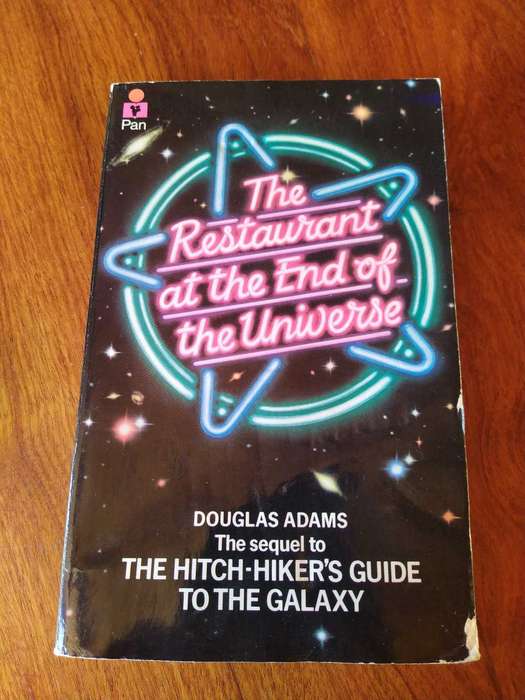 Pan
The
Restaurant
at the End of
the Universe
DOUGLAS ADAMS
The sequel to
THE HITCH-HIKER'S GUIDE
TO THE GALAXY